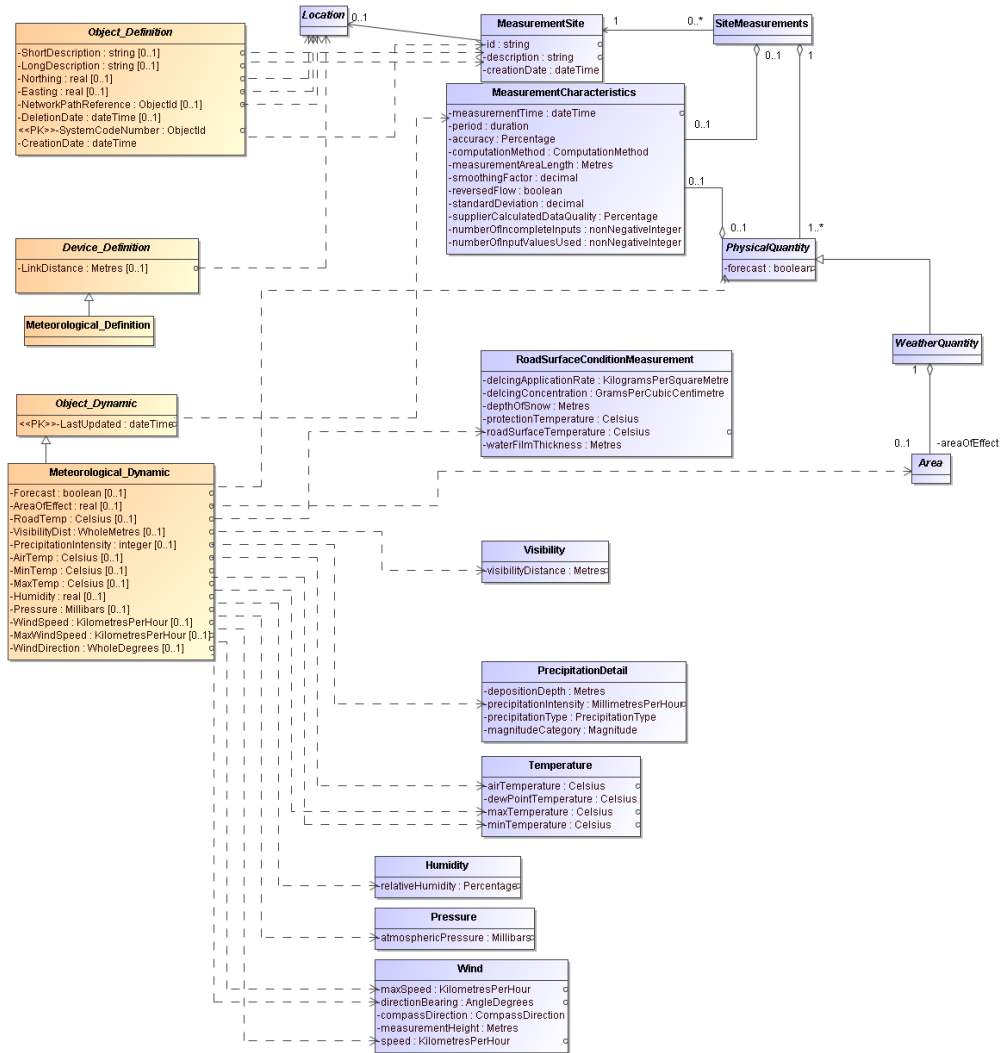 Object_Definition
-ShortDescription : string [0..1]
-LongDescription : string [0..1]
-Northing : real [0..1]
-Easting : real [0..1]
-NetworkPathReference : ObjectId [0..1]
-DeletionDate : dateTime [0..1]
<<PK>>-SystemCodeNumber : ObjectId
-CreationDate : dateTime
Location
0..1
MeasurementSite
-id : string
-description : string
-creationDate : dateTime
1
0..*
SiteMeasurements
0..1
1
MeasurementCharacteristics
-measurementTime : dateTime
-period : duration
-accuracy : Percentage
-computationMethod : ComputationMethod
-measurementAreaLength : Metres
-smoothingFactor : decimal
-reversedFlow : boolean
-standardDeviation : decimal
-supplierCalculatedDataQuality : Percentage
-numberOfIncompleteInputs : nonNegativeInteger
-numberOfInputValuesUsed : nonNegativeInteger
0..1
0..1
0..1
1..*
PhysicalQuantity
-forecast : boolean
Device_Definition
-LinkDistance : Metres [0..1]
Meteorological_Definition
WeatherQuantity
1
0..1
-areaOfEffect
Area
RoadSurfaceConditionMeasurement
-deIcingApplicationRate : KilogramsPerSquareMetre
-deIcingConcentration : GramsPerCubicCentimetre
-depthOfSnow : Metres
-protectionTemperature : Celsius
-roadSurfaceTemperature : Celsius
-waterFilmThickness : Metres
Object_Dynamic
<<PK>>-LastUpdated : dateTime
Meteorological_Dynamic
-Forecast : boolean [0..1]
-AreaOfEffect : real [0..1]
-RoadTemp : Celsius [0..1]
-VisibilityDist : WholeMetres [0..1]
-PrecipitationIntensity : integer [0..1]
-AirTemp : Celsius [0..1]
-MinTemp : Celsius [0..1]
-MaxTemp : Celsius [0..1]
-Humidity : real [0..1]
-Pressure : Millibars [0..1]
-WindSpeed : KilometresPerHour [0..1]
-MaxWindSpeed : KilometresPerHour [0..1]
-WindDirection : WholeDegrees [0..1]
Visibility
-visibilityDistance : Metres
PrecipitationDetail
-depositionDepth : Metres
-precipitationIntensity : MillimetresPerHour
-precipitationType : PrecipitationType
-magnitudeCategory : Magnitude
Temperature
-airTemperature : Celsius
-dewPointTemperature : Celsius
-maxTemperature : Celsius
-minTemperature : Celsius
Humidity
-relativeHumidity : Percentage
Pressure
-atmosphericPressure : Millibars
Wind
-maxSpeed : KilometresPerHour
-directionBearing : AngleDegrees
-compassDirection : CompassDirection
-measurementHeight : Metres
-speed : KilometresPerHour